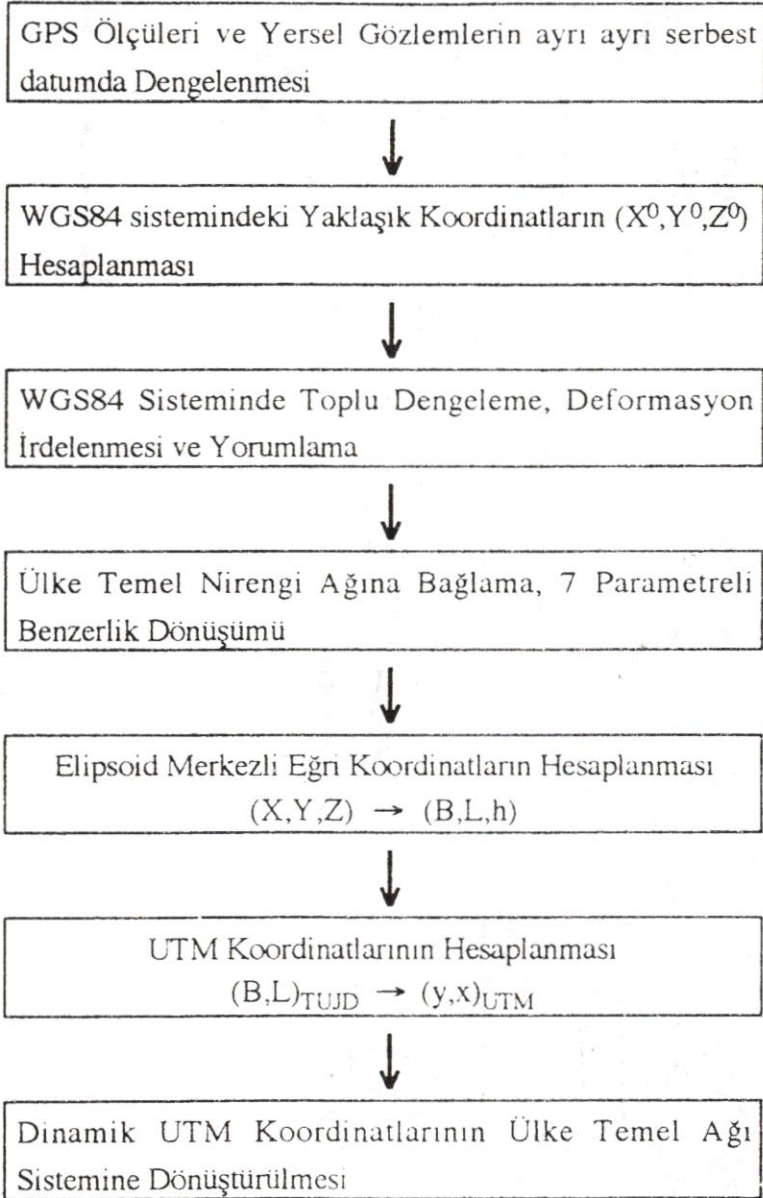 GPS Ölçüleri ve Yersel Gözlemlerin ayrı ayrı serbest
datumda Dengelenmesi
WGS84 sistemindeki Yaklaşık Koordinatların (X⁰,Y⁰,Z⁰)
Hesaplanması
WGS84 Sisteminde Toplu Dengeleme, Deformasyon
İrdelenmesi ve Yorumlama
Ülke Temel Nirengi Ağına Bağlama, 7 Parametreli
Benzerlik Dönüşümü
Elipsoid Merkezli Eğri Koordinatların Hesaplanması
(X,Y,Z) → (B,L,h)
UTM Koordinatlarının Hesaplanması
(B,L)TUJD → (y,x)UTM
Dinamik UTM Koordinatlarının Ülke Temel Ağı
Sistemine Dönüştürülmesi